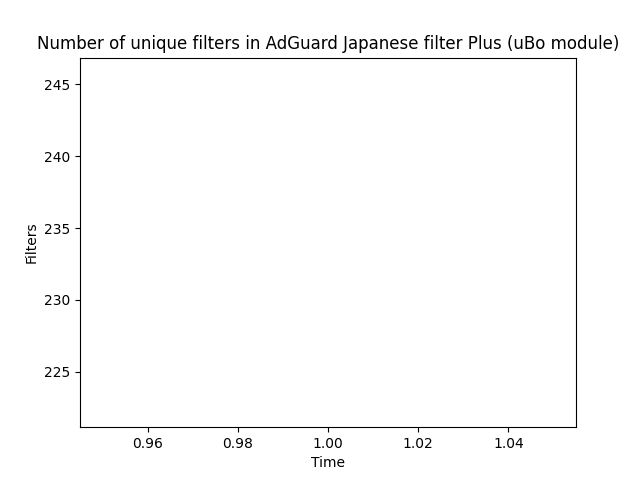 Number of unique filters in AdGuard Japanese filter Plus (uBo module)
245
240
235
230
225
Filters
0.96 0.98 1.00 1.02 1.04
Time